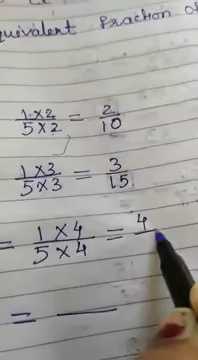 equivalent fraction of
1×2/5×2 = 2/10
1×3/5×3 = 3/15
= 1×4/5×4 = 4/
=